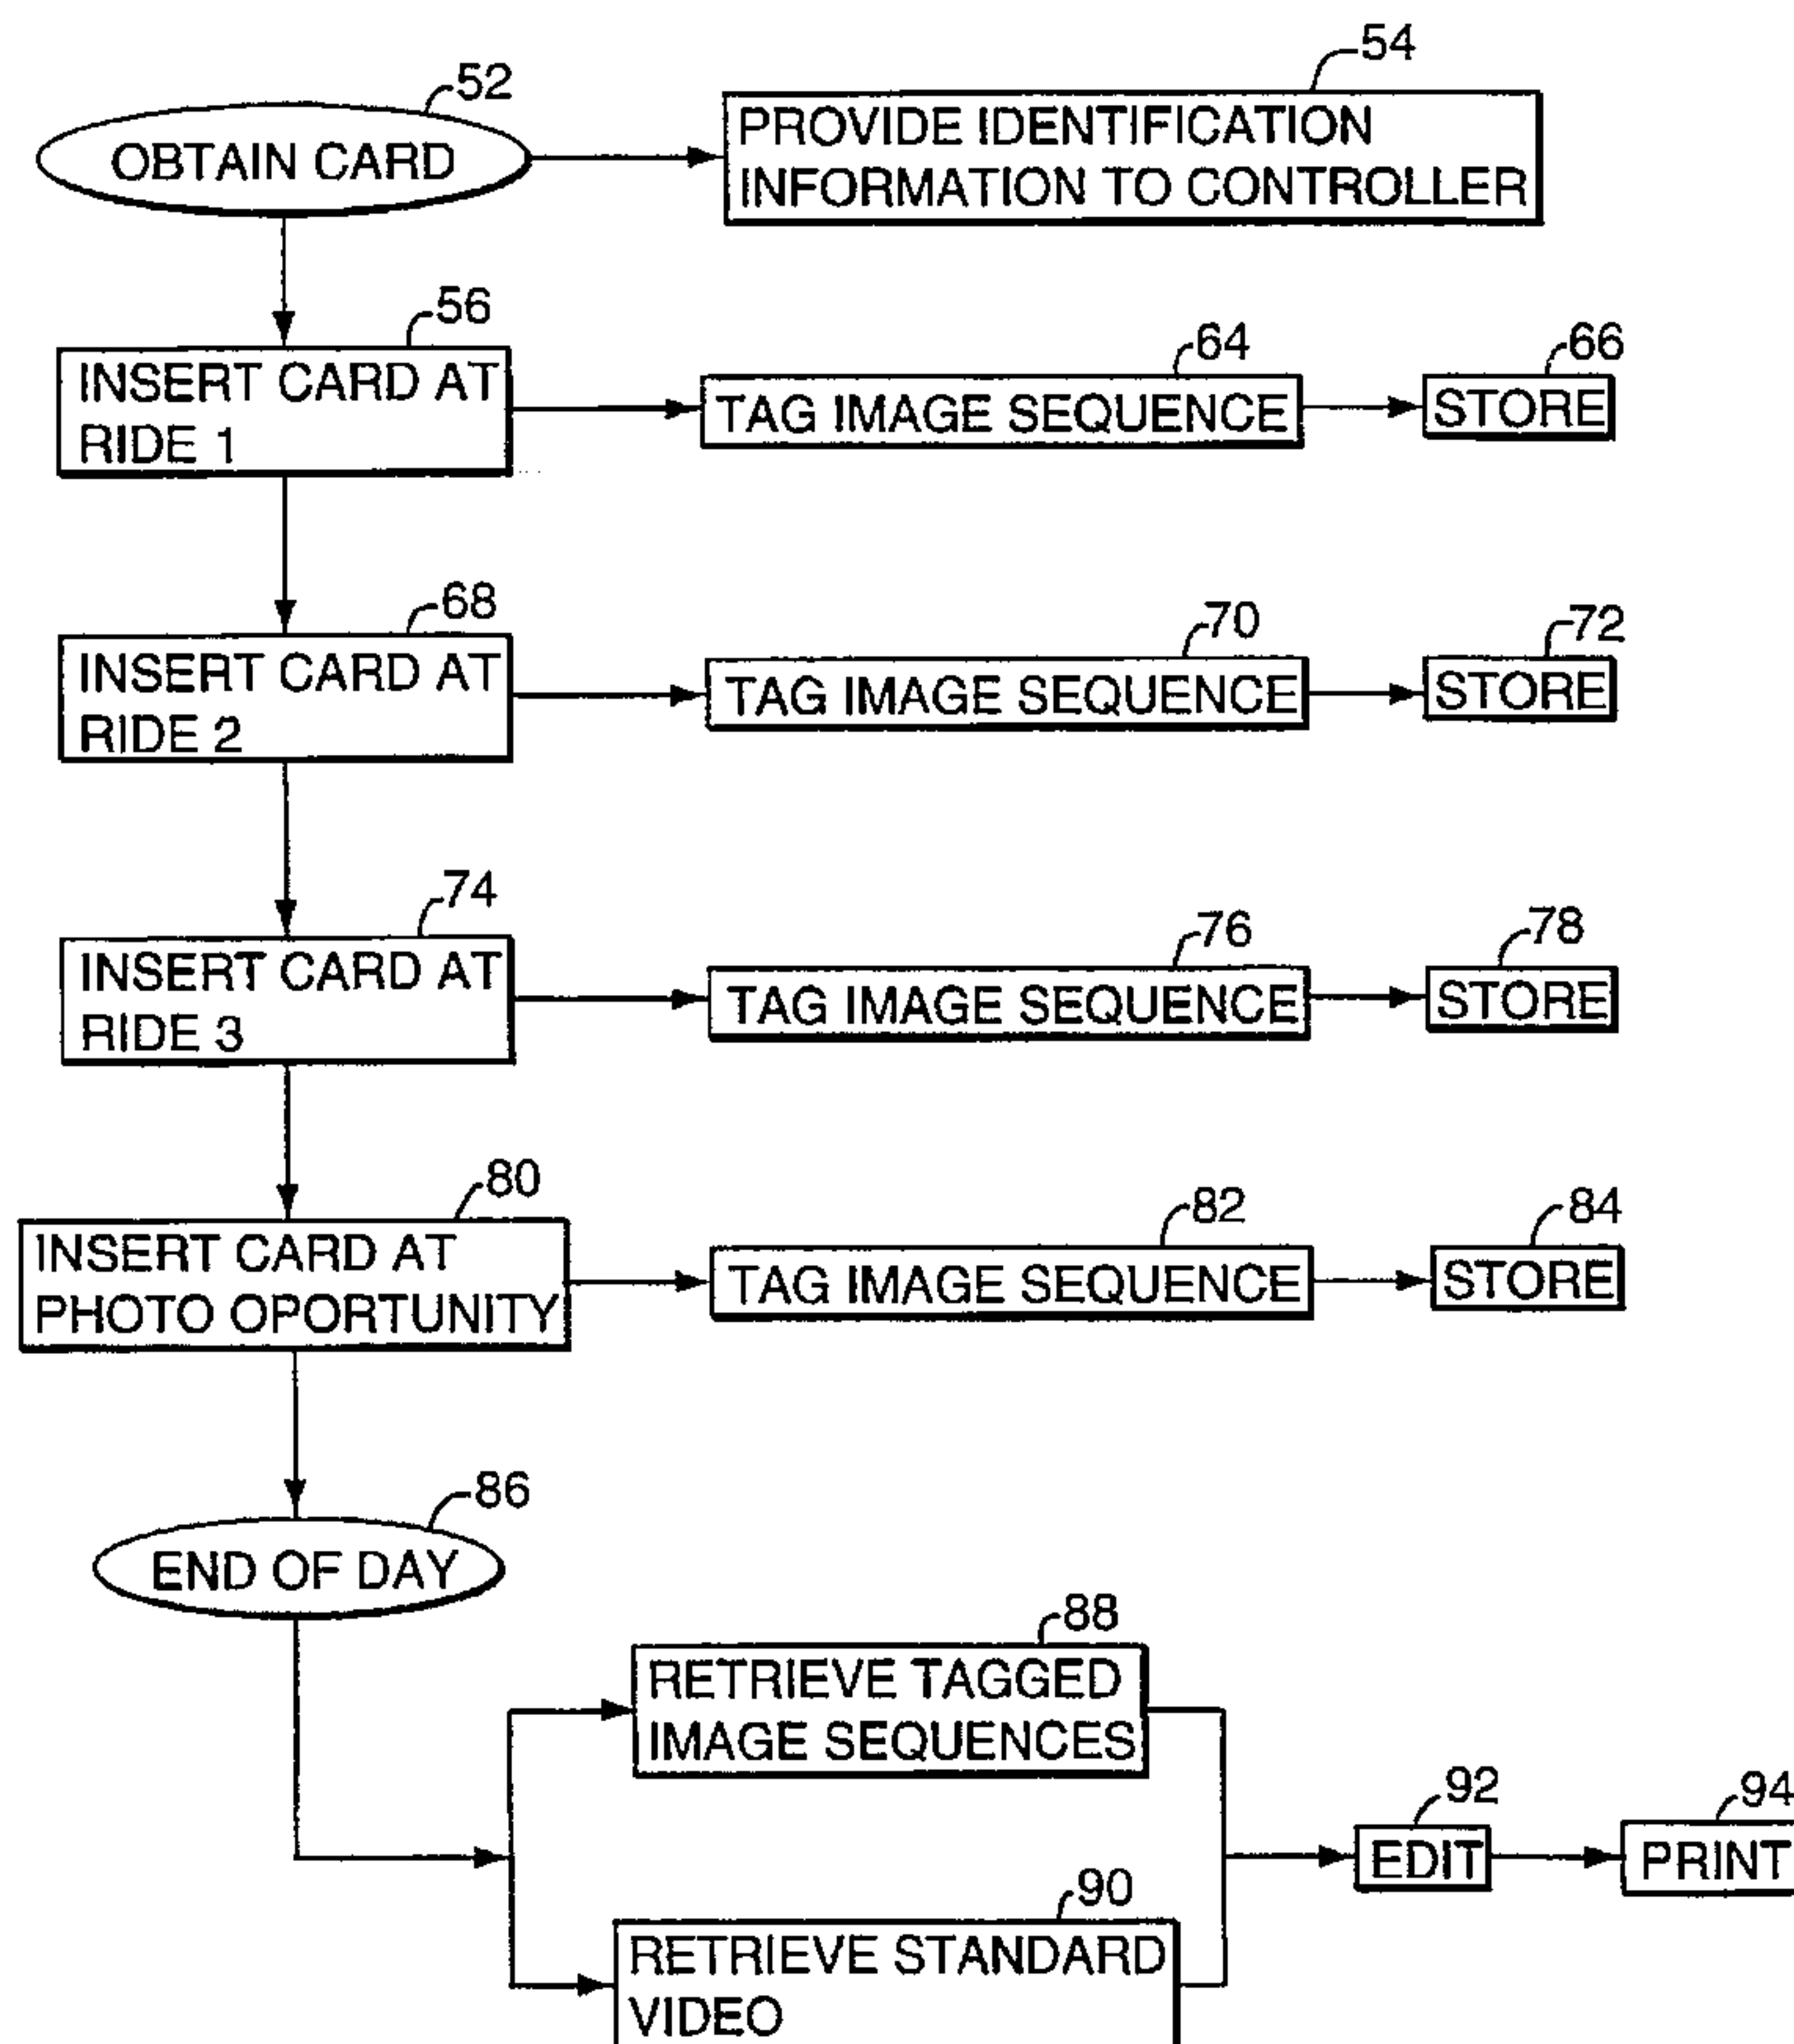 52
54
OBTAIN CARD
PROVIDE IDENTIFICATION
INFORMATION TO CONTROLLER
56
64
66
INSERT CARD AT
RIDE 1
TAG IMAGE SEQUENCE
STORE
68
70
72
INSERT CARD AT
RIDE 2
TAG IMAGE SEQUENCE
STORE
74
76
78
INSERT CARD AT
RIDE 3
TAG IMAGE SEQUENCE
STORE
80
82
84
INSERT CARD AT
PHOTO OPORTUNITY
TAG IMAGE SEQUENCE
STORE
86
END OF DAY
88
RETRIEVE TAGGED
IMAGE SEQUENCES
90
RETRIEVE STANDARD
VIDEO
92
EDIT
94
PRINT